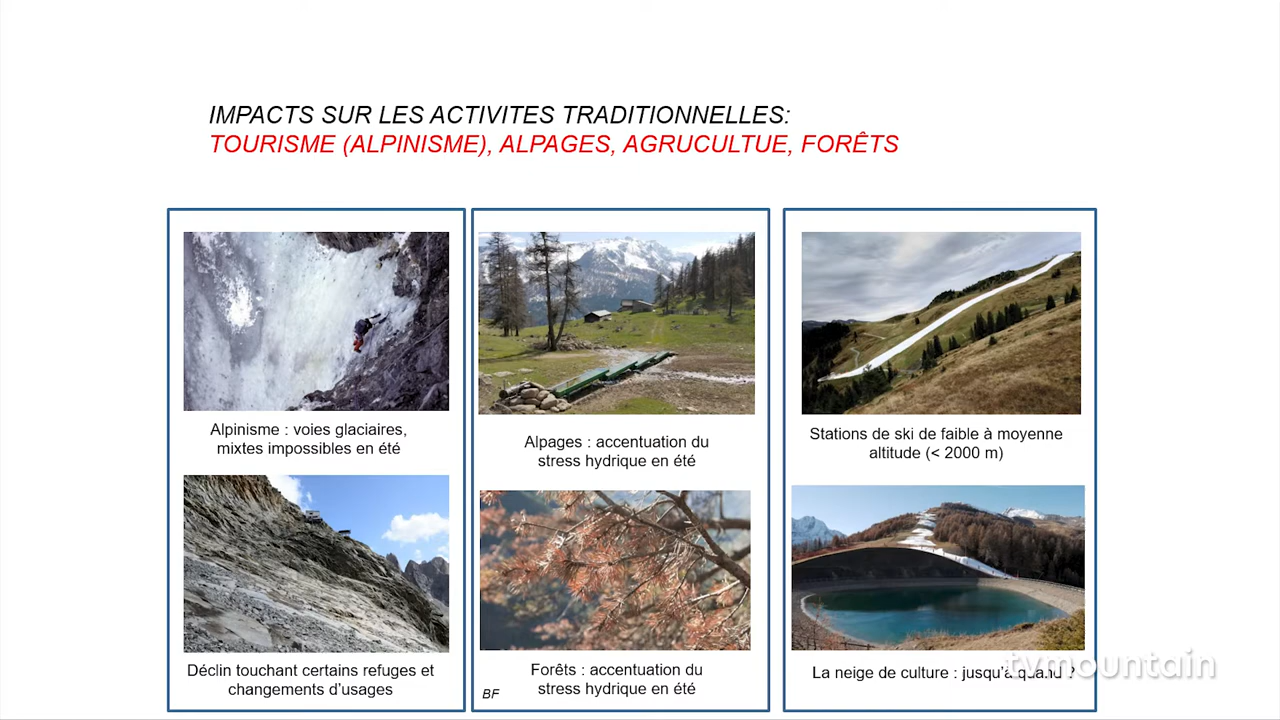 IMPACTS SUR LES ACTIVITES TRADITIONNELLES:
TOURISME (ALPINISME), ALPAGES, AGRUCULTUE, FORÊTS
Alpinisme : voies glaciaires,
mixtes impossibles en été
Déclin touchant certains refuges et
changements d'usages
Alpages : accentuation du
stress hydrique en été
Forêts : accentuation du
stress hydrique en été
BF
Stations de ski de faible à moyenne
altitude (< 2000 m)
La neige de culture : jusqu'à quand ?
tvmountain